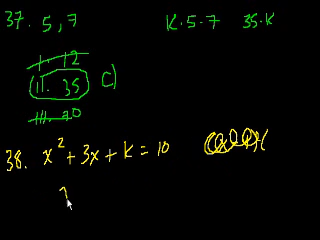 37. 5, 7 K·5·7 35·K
I. 12
II. 35 C)
III. 70
38. x² + 3x + K = 10